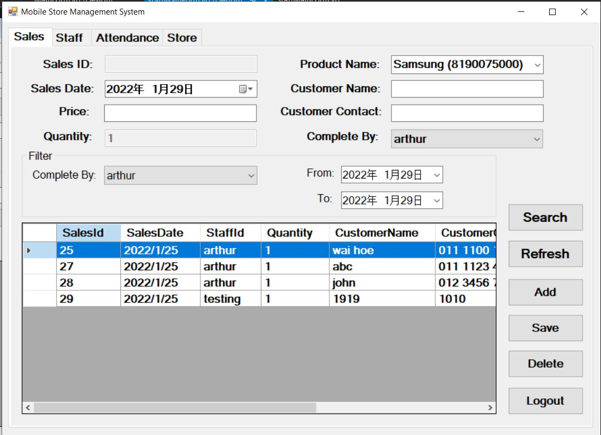 Mobile Store Management System
Sales Staff Attendance Store
Sales ID:
Product Name: Samsung (8190075000)
Sales Date: 2022年 1月29日
Customer Name:
Price:
Customer Contact:
Quantity: 1
Complete By: arthur
Filter
Complete By: arthur
From: 2022年 1月29日
To: 2022年 1月29日
Search
Refresh
Add
Save
Delete
Logout
SalesId SalesDate StaffId Quantity CustomerName
25 2022/1/25 arthur 1 wai hoe 011 1100
27 2022/1/25 arthur 1 abc 011 1123
28 2022/1/25 arthur 1 john 012 3456
29 2022/1/25 testing 1 1919 1010